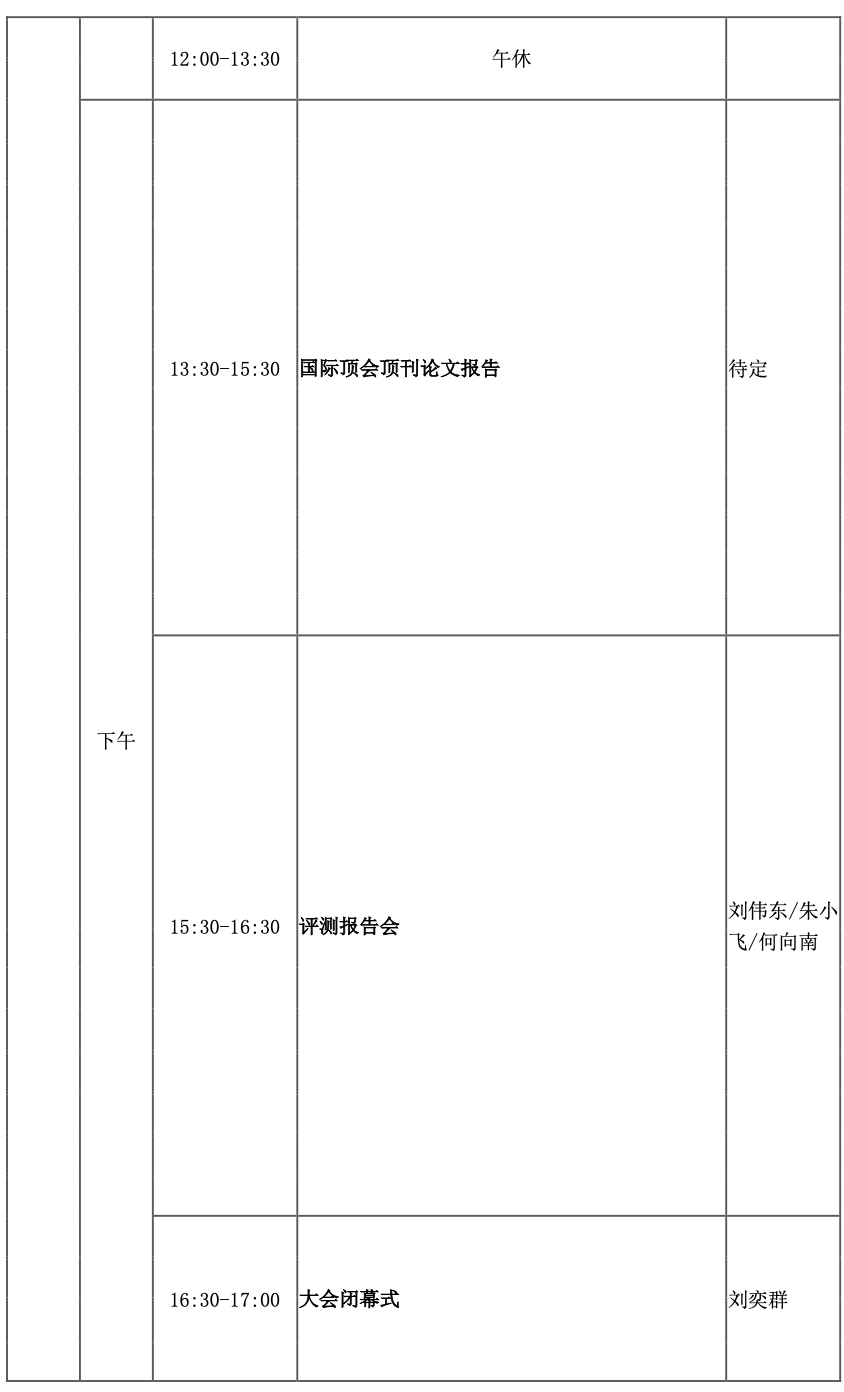 12:00-13:30 午休
13:30-15:30 国际顶会顶刊论文报告 待定
下午
15:30-16:30 评测报告会 刘伟东/朱小
飞/何向南
16:30-17:00 大会闭幕式 刘奕群